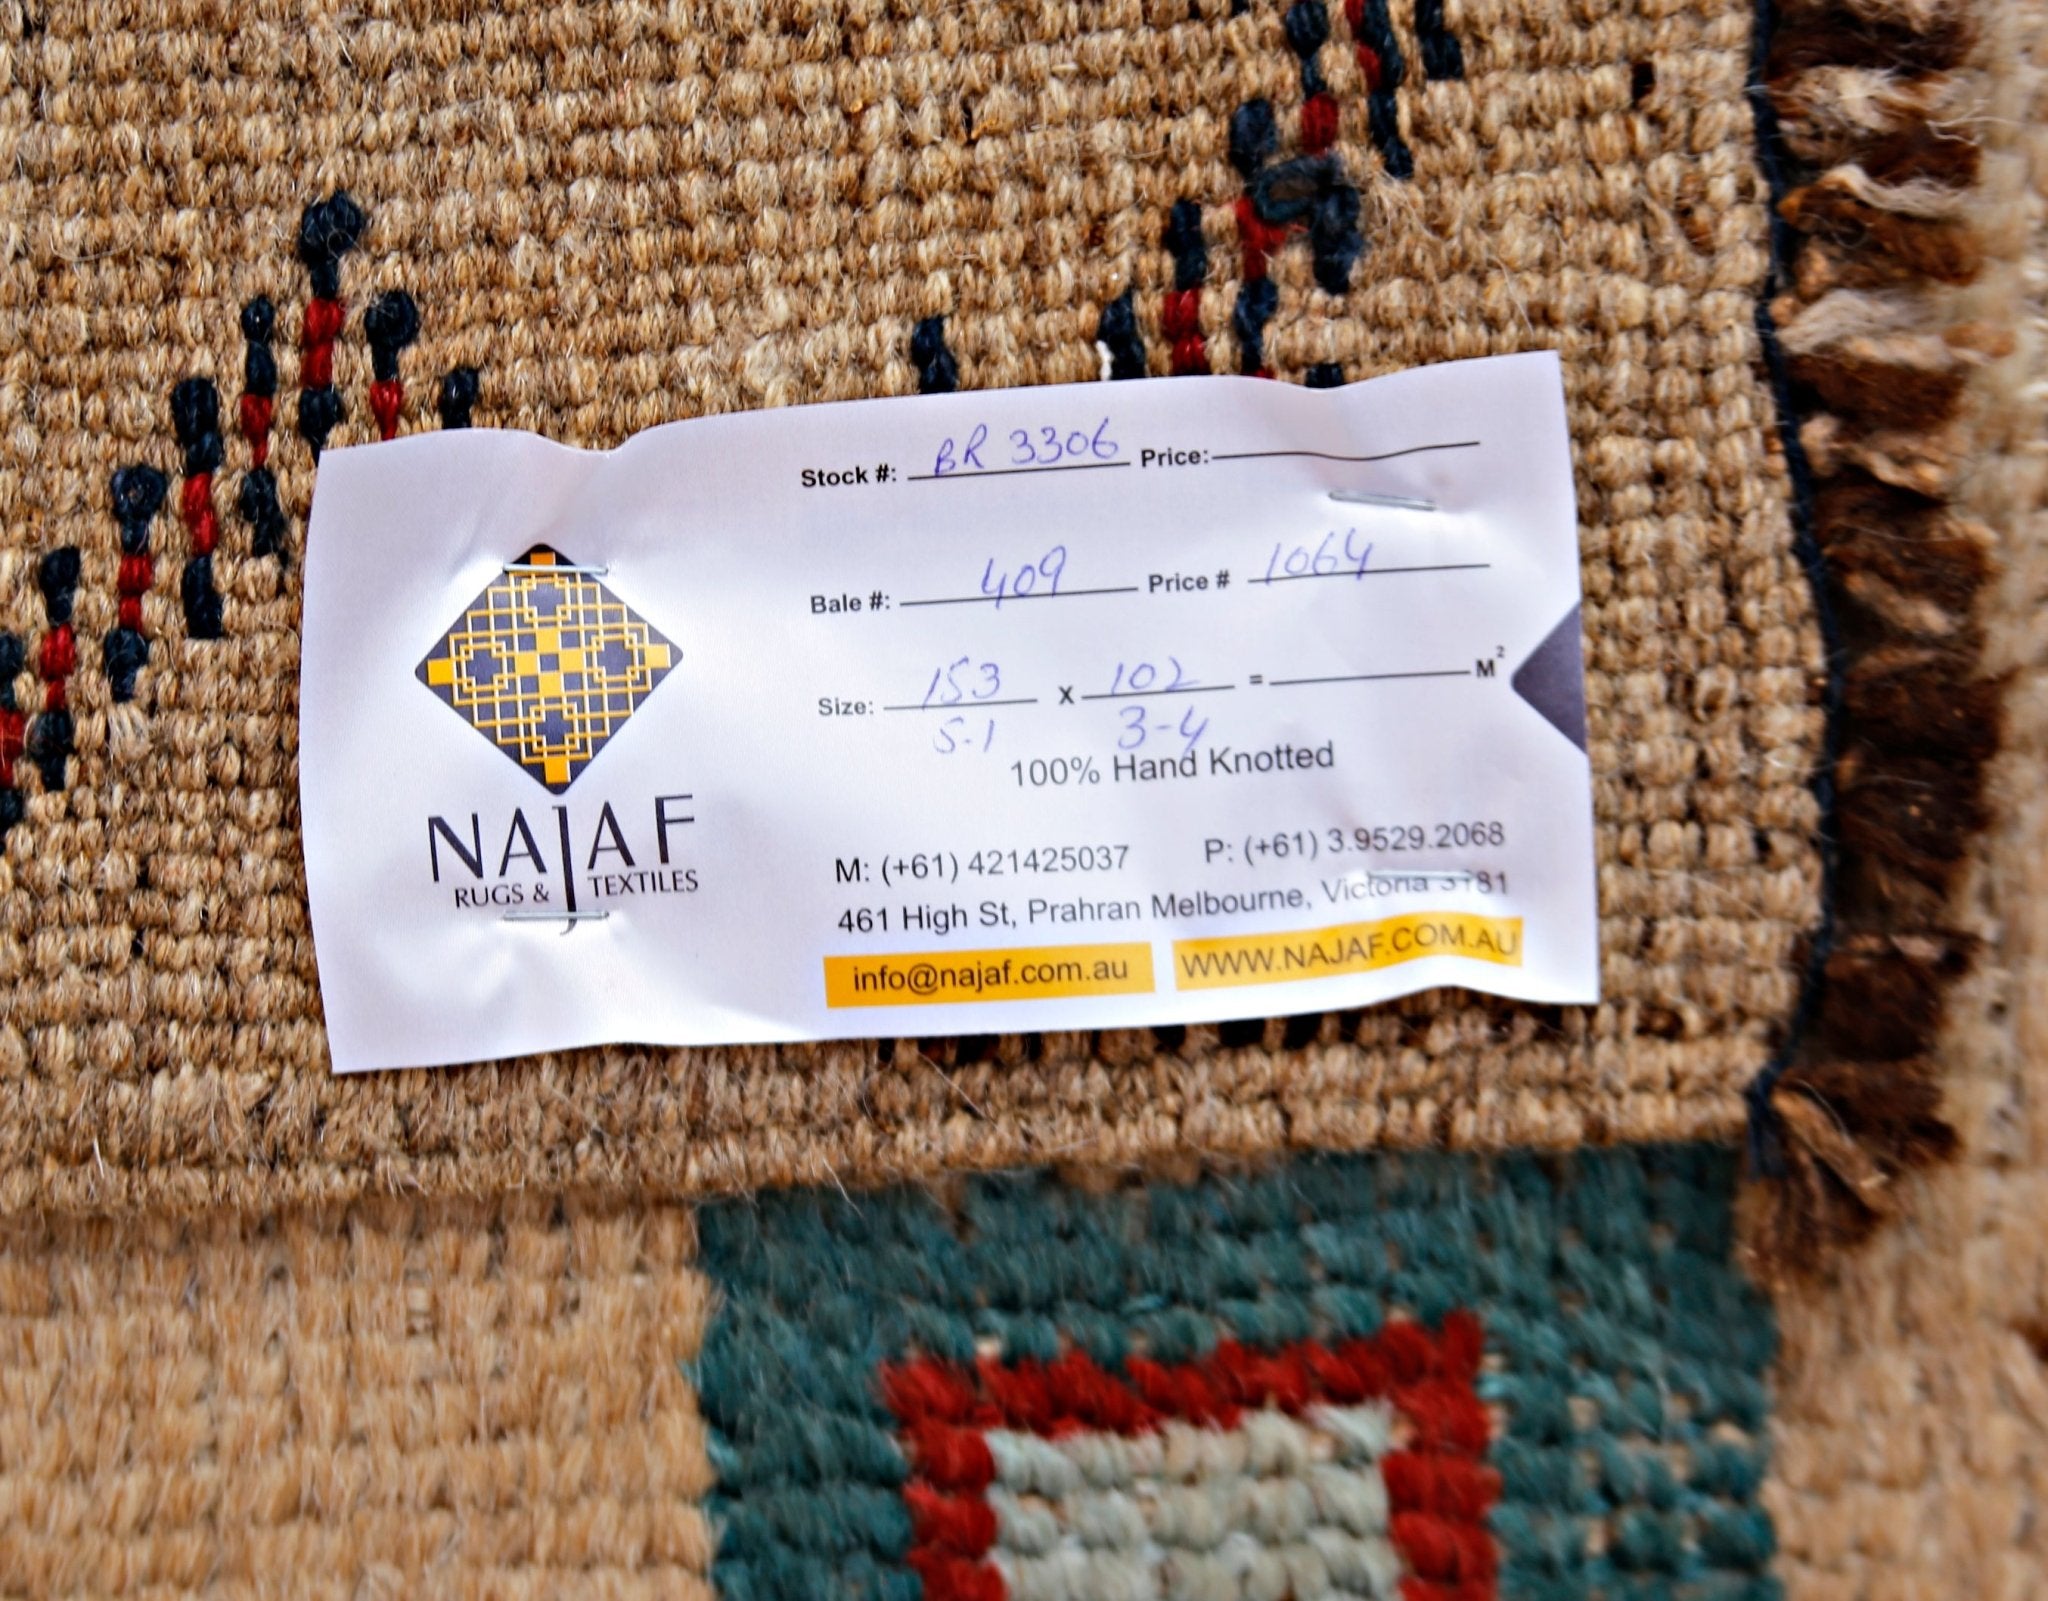 Stock #: BR 3306 Price:
Bale #: 409 Price # 1064
Size: 153 x 102 = M²
5.1 3-4
100% Hand Knotted
NAJAF
RUGS & TEXTILES
M: (+61) 421425037 P: (+61) 3.9529.2068
461 High St, Prahran Melbourne, Victoria 3181
info@najaf.com.au WWW.NAJAF.COM.AU